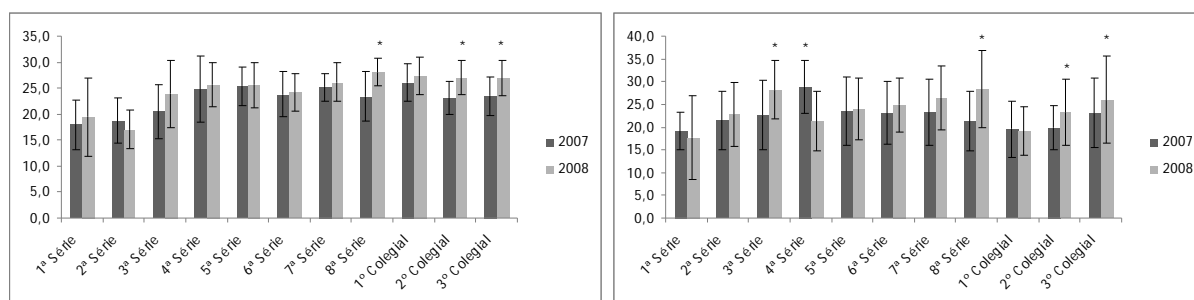 35,0
30,0
25,0
20,0
15,0
10,0
5,0
0,0
* * *
1ª Série
2ª Série
3ª Série
4ª Série
5ª Série
6ª Série
7ª Série
8ª Série
1º Colegial
2º Colegial
3º Colegial
2007
2008
40,0
35,0
30,0
25,0
20,0
15,0
10,0
5,0
0,0
* * * * *
1ª Série
2ª Série
3ª Série
4ª Série
5ª Série
6ª Série
7ª Série
8ª Série
1º Colegial
2º Colegial
3º Colegial
2007
2008